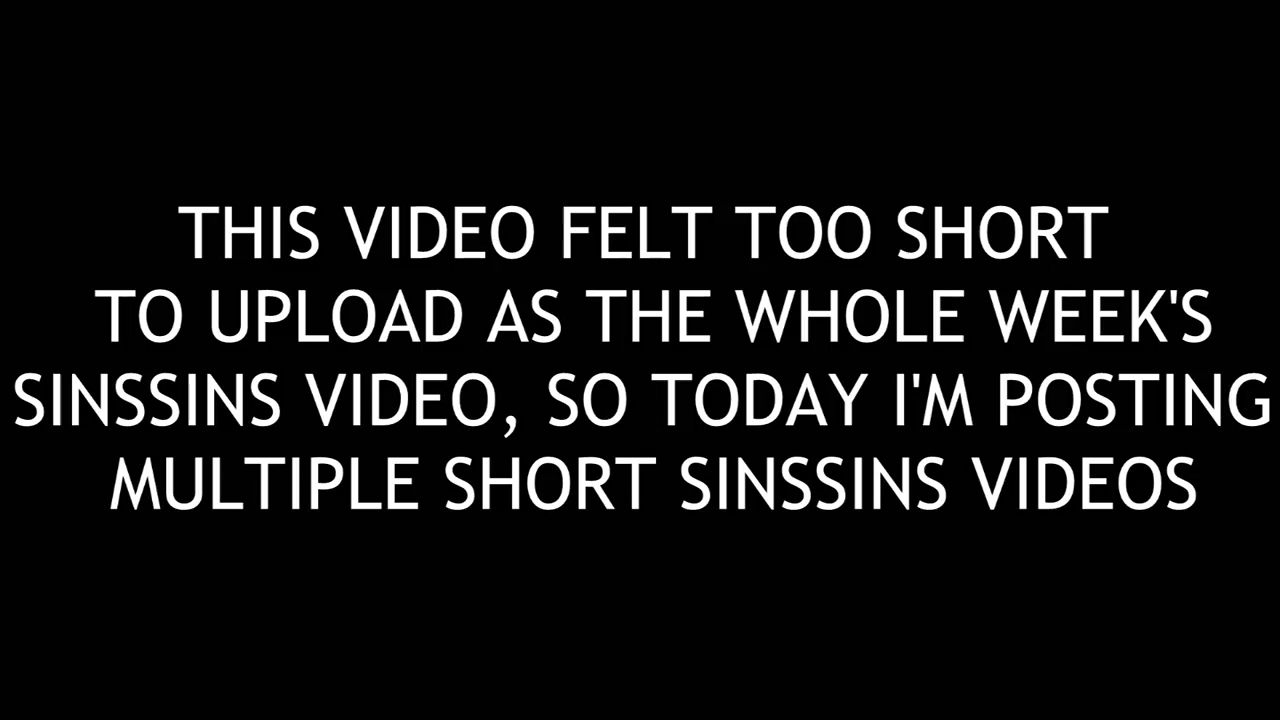 THIS VIDEO FELT TOO SHORT
TO UPLOAD AS THE WHOLE WEEK'S
SINSSINS VIDEO, SO TODAY I'M POSTING
MULTIPLE SHORT SINSSINS VIDEOS